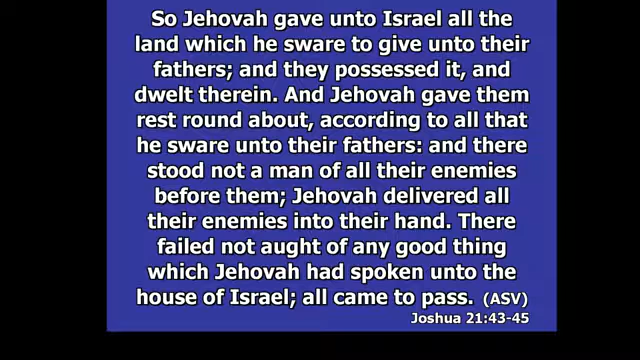 So Jehovah gave unto Israel all the
land which he sware to give unto their
fathers; and they possessed it, and
dwelt therein. And Jehovah gave them
rest round about, according to all that
he sware unto their fathers: and there
stood not a man of all their enemies
before them; Jehovah delivered all
their enemies into their hand. There
failed not aught of any good thing
which Jehovah had spoken unto the
house of Israel; all came to pass. (ASV)
Joshua 21:43-45